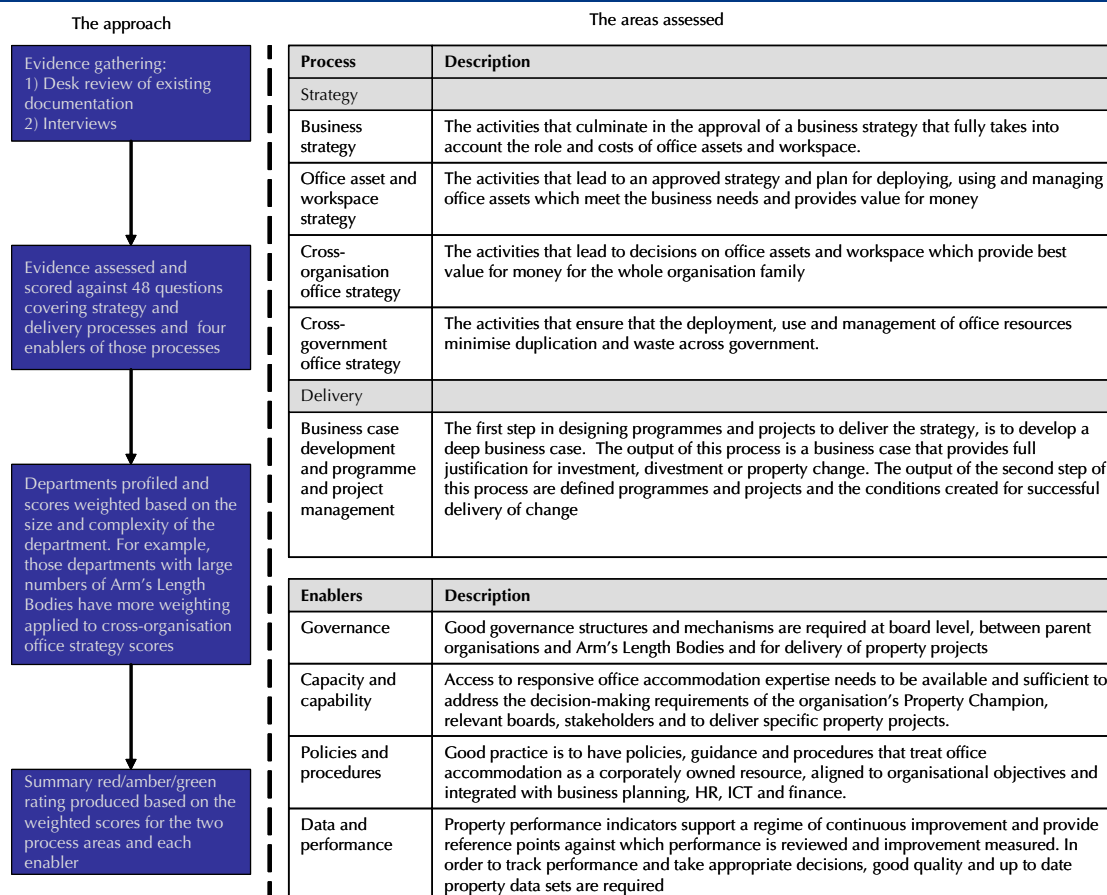 The approach
Evidence gathering:
1) Desk review of existing
documentation
2) Interviews
Evidence assessed and
scored against 48 questions
covering strategy and
delivery processes and four
enablers of those processes
Departments profiled and
scores weighted based on the
size and complexity of the
department. For example,
those departments with large
numbers of Arm's Length
Bodies have more weighting
applied to cross-organisation
office strategy scores
Summary red/amber/green
rating produced based on the
weighted scores for the two
process areas and each
enabler
The areas assessed
Process Description
Strategy
Business
strategy
The activities that culminate in the approval of a business strategy that fully takes into
account the role and costs of office assets and workspace.
Office asset and
workspace
strategy
The activities that lead to an approved strategy and plan for deploying, using and managing
office assets which meet the business needs and provides value for money
Cross-
organisation
office strategy
The activities that lead to decisions on office assets and workspace which provide best
value for money for the whole organisation family
Cross-
government
office strategy
The activities that ensure that the deployment, use and management of office resources
minimise duplication and waste across government.
Delivery
Business case
development
and programme
and project
management
The first step in designing programmes and projects to deliver the strategy, is to develop a
deep business case. The output of this process is a business case that provides full
justification for investment, divestment or property change. The output of the second step of
this process are defined programmes and projects and the conditions created for successful
delivery of change
Enablers Description
Governance
Good governance structures and mechanisms are required at board level, between parent
organisations and Arm's Length Bodies and for delivery of property projects
Capacity and
capability
Access to responsive office accommodation expertise needs to be available and sufficient to
address the decision-making requirements of the organisation's Property Champion,
relevant boards, stakeholders and to deliver specific property projects.
Policies and
procedures
Good practice is to have policies, guidance and procedures that treat office
accommodation as a corporately owned resource, aligned to organisational objectives and
integrated with business planning, HR, ICT and finance.
Data and
performance
Property performance indicators support a regime of continuous improvement and provide
reference points against which performance is reviewed and improvement measured. In
order to track performance and take appropriate decisions, good quality and up to date
property data sets are required